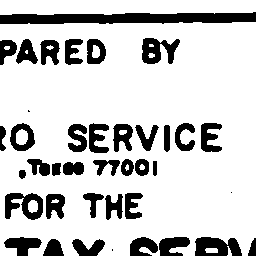 PARED BY
RO SERVICE
, Texas 77001
FOR THE
TAX SERV